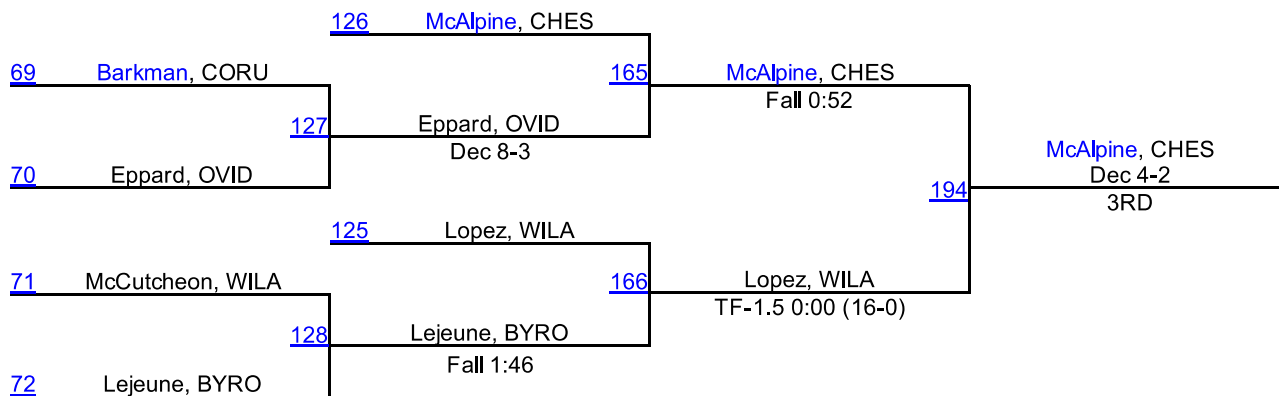 126 McAlpine, CHES
69 Barkman, CORU
165 McAlpine, CHES
Fall 0:52
127 Eppard, OVID
Dec 8-3
McAlpine, CHES
70 Eppard, OVID
Dec 4-2
194
3RD
125 Lopez, WILA
71 McCutcheon, WILA
166 Lopez, WILA
TF-1.5 0:00 (16-0)
128 Lejeune, BYRO
Fall 1:46
72 Lejeune, BYRO